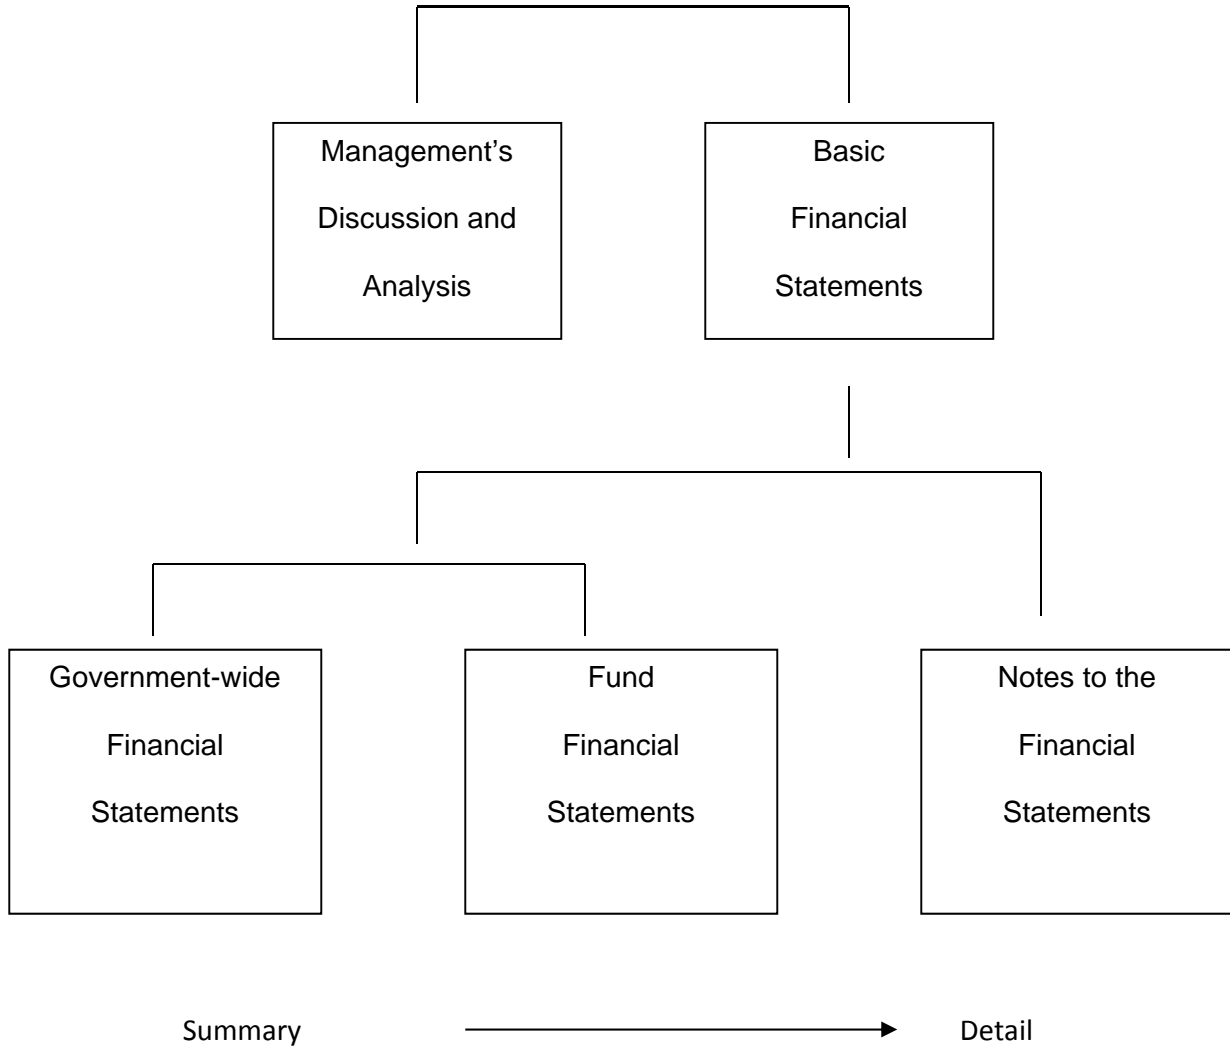 Management’s
Discussion and
Analysis
Basic
Financial
Statements
Government-wide
Financial
Statements
Fund
Financial
Statements
Notes to the
Financial
Statements
Summary
Detail